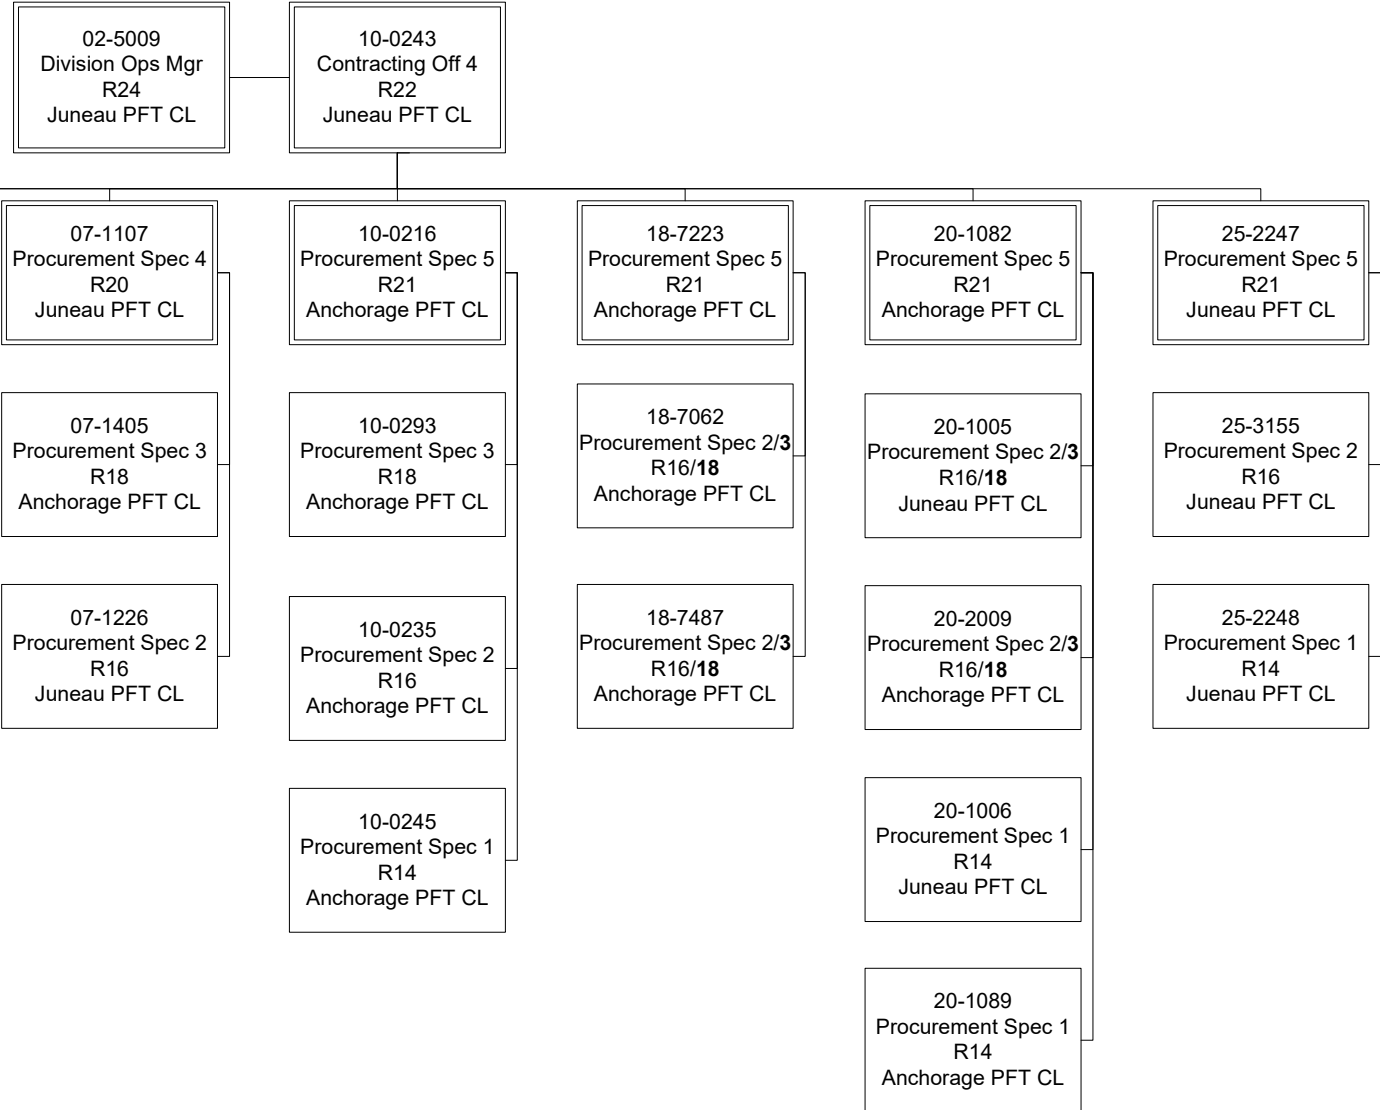 02-5009
Division Ops Mgr
R24
Juneau PFT CL
10-0243
Contracting Off 4
R22
Juneau PFT CL
07-1107
Procurement Spec 4
R20
Juneau PFT CL
10-0216
Procurement Spec 5
R21
Anchorage PFT CL
18-7223
Procurement Spec 5
R21
Anchorage PFT CL
20-1082
Procurement Spec 5
R21
Anchorage PFT CL
25-2247
Procurement Spec 5
R21
Juneau PFT CL
07-1405
Procurement Spec 3
R18
Anchorage PFT CL
10-0293
Procurement Spec 3
R18
Anchorage PFT CL
18-7062
Procurement Spec 2/3
R16/18
Anchorage PFT CL
20-1005
Procurement Spec 2/3
R16/18
Juneau PFT CL
25-3155
Procurement Spec 2
R16
Juneau PFT CL
07-1226
Procurement Spec 2
R16
Juneau PFT CL
10-0235
Procurement Spec 2
R16
Anchorage PFT CL
18-7487
Procurement Spec 2/3
R16/18
Anchorage PFT CL
20-2009
Procurement Spec 2/3
R16/18
Anchorage PFT CL
25-2248
Procurement Spec 1
R14
Juenau PFT CL
10-0245
Procurement Spec 1
R14
Anchorage PFT CL
20-1006
Procurement Spec 1
R14
Juneau PFT CL
20-1089
Procurement Spec 1
R14
Anchorage PFT CL